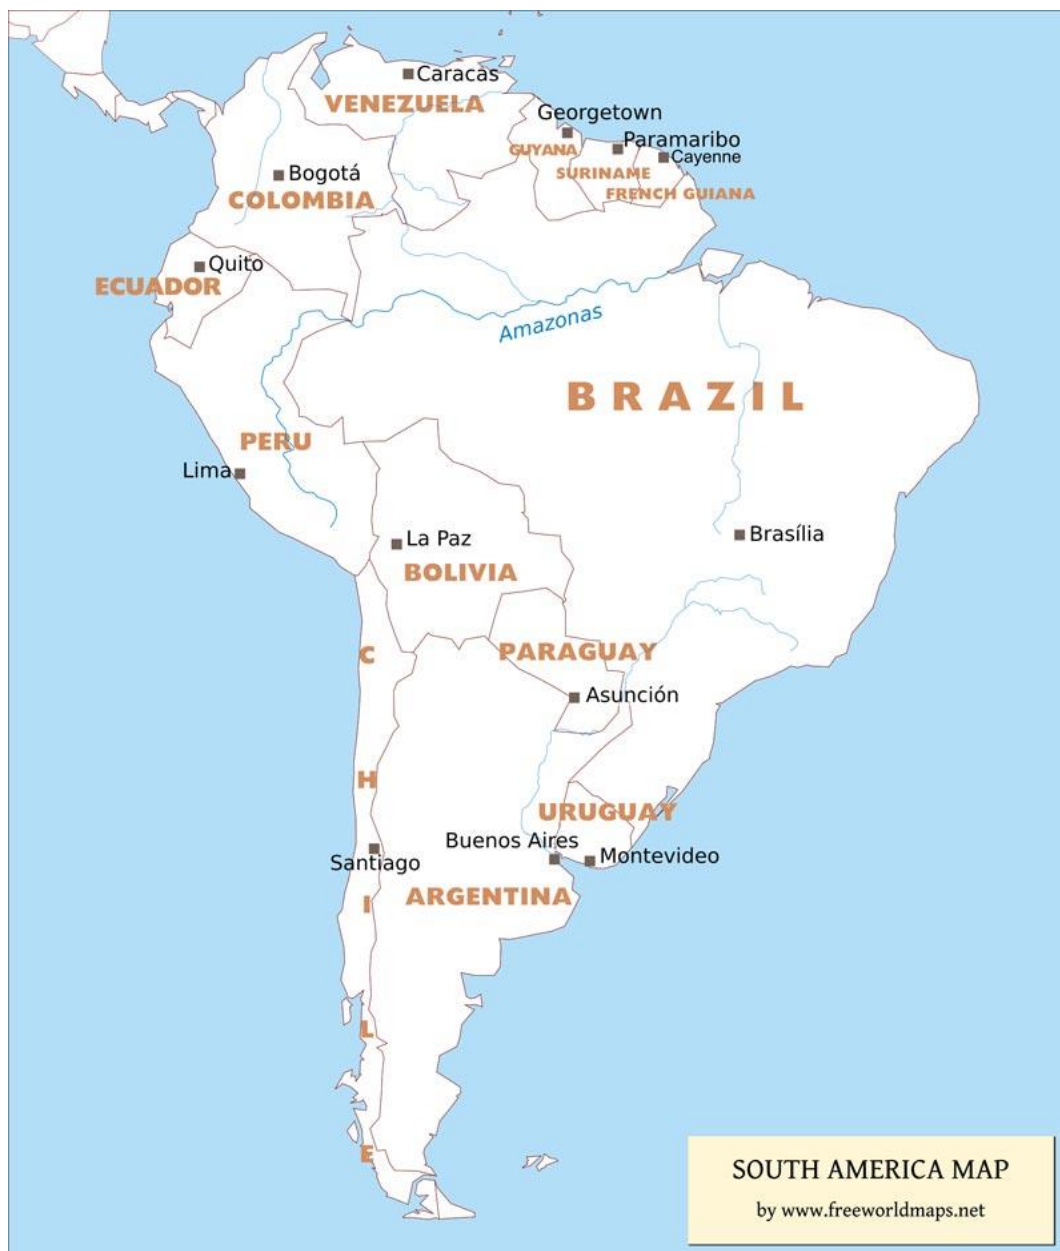 Caracas
VENEZUELA
Georgetown
Paramaribo
GUYANA
Cayenne
SURINAME
Bogotá
COLOMBIA
FRENCH GUIANA
Quito
ECUADOR
Amazonas
BRAZIL
PERU
Lima
La Paz
Brasília
BOLIVIA
PARAGUAY
Asunción
CHILE
URUGUAY
Buenos Aires
Montevideo
Santiago
ARGENTINA
SOUTH AMERICA MAP
by www.freeworldmaps.net